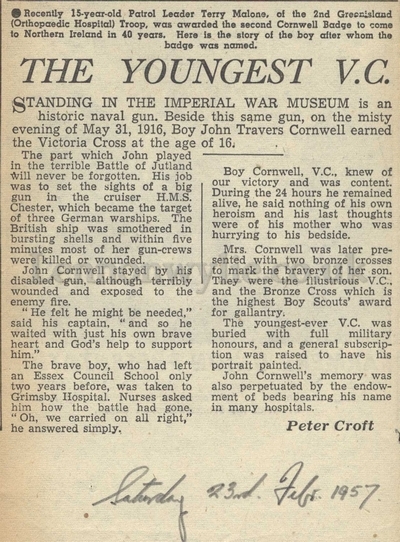 ● Recently 15-year-old Patrol Leader Terry Malone, of the 2nd Greenisland
(Orthopaedic Hospital) Troop, was awarded the second Cornwell Badge to come
to Northern Ireland in 40 years. Here is the story of the boy after whom the
badge was named.
THE YOUNGEST V.C.
STANDING IN THE IMPERIAL WAR MUSEUM is an
historic naval gun. Beside this same gun, on the misty
evening of May 31, 1916, Boy John Travers Cornwell earned
the Victoria Cross at the age of 16.
The part which John played
in the terrible Battle of Jutland
will never be forgotten. His job
was to set the sights of a big
gun in the cruiser H.M.S.
Chester, which became the target
of three German warships. The
British ship was smothered in
bursting shells and within five
minutes most of her gun-crews
were killed or wounded.
John Cornwell stayed by his
disabled gun, although terribly
wounded and exposed to the
enemy fire.
"He felt he might be needed,"
said his captain, "and so he
waited with just his own brave
heart and God's help to support
him."
The brave boy, who had left
an Essex Council School only
two years before, was taken to
Grimsby Hospital. Nurses asked
him how the battle had gone.
"Oh, we carried on all right,"
he answered simply.
Boy Cornwell, V.C., knew of
our victory and was content.
During the 24 hours he remained
alive, he said nothing of his own
heroism and his last thoughts
were of his mother who was
hurrying to his bedside.
Mrs. Cornwell was later pre-
sented with two bronze crosses
to mark the bravery of her son.
They were the illustrious V.C.,
and the Bronze Cross which is
the highest Boy Scouts' award
for gallantry.
The youngest-ever V.C. was
buried with full military
honours, and a general subscrip-
tion was raised to have his
portrait painted.
John Cornwell's memory was
also perpetuated by the endow-
ment of beds bearing his name
in many hospitals.
Peter Croft
Saturday 23rd. Febr. 1957.